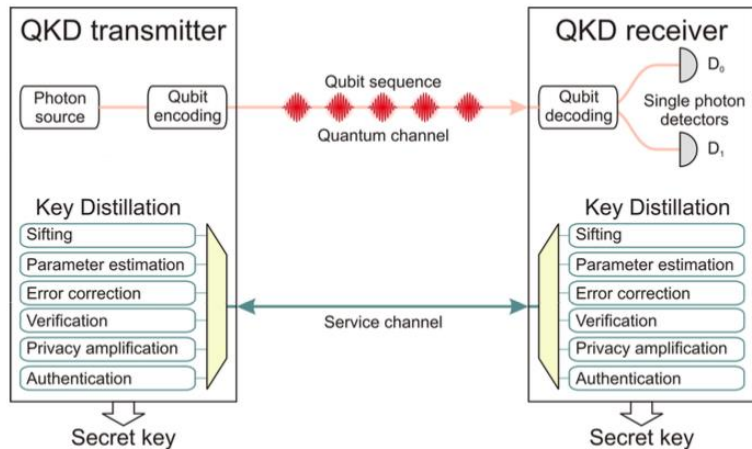 QKD transmitter
Photon
source
Qubit
encoding
Qubit sequence
Quantum channel
QKD receiver
Qubit
decoding
D₀
Single photon
detectors
D₁
Key Distillation
Sifting
Parameter estimation
Error correction
Verification
Privacy amplification
Authentication
Service channel
Key Distillation
Sifting
Parameter estimation
Error correction
Verification
Privacy amplification
Authentication
Secret key
Secret key